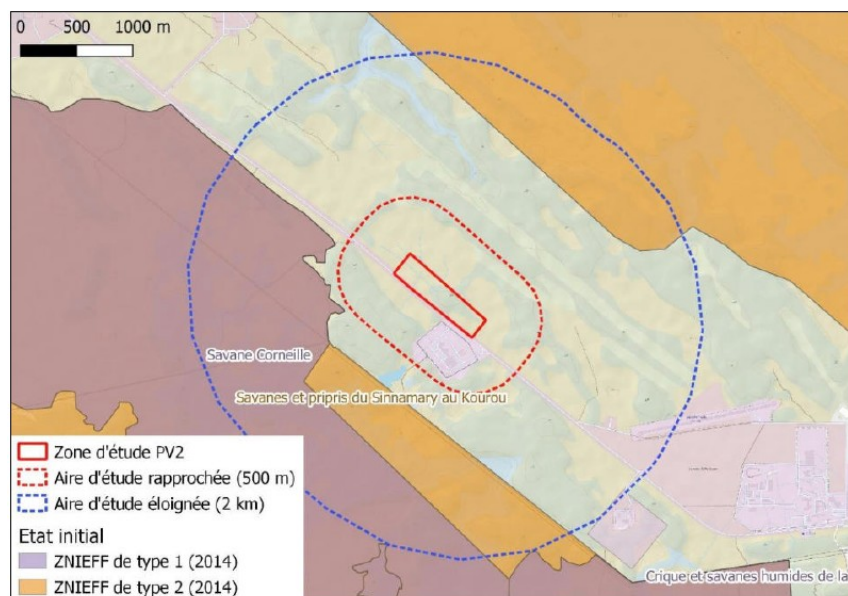 0 500 1000 m
Savane Corneille
Savanes et pripris du Sinnamary au Kourou
Zone d'étude PV2
Aire d'étude rapprochée (500 m)
Aire d'étude éloignée (2 km)
Etat initial
ZNIEFF de type 1 (2014)
ZNIEFF de type 2 (2014)
Crique et savanes humides de la